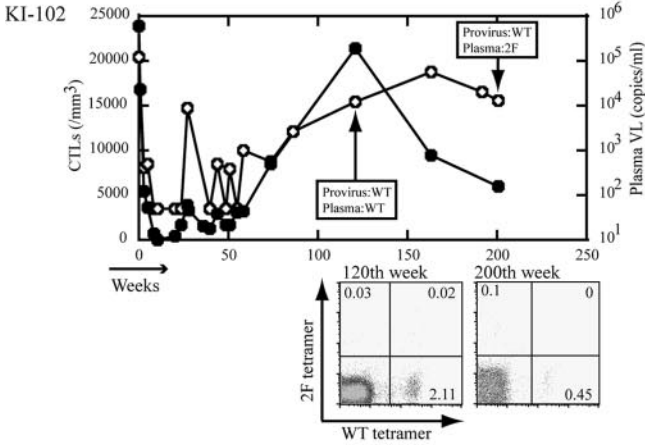 KI-102
25000
20000
15000
10000
5000
0
CTLs (/mm³)
10⁶
10⁵
10⁴
10³
10²
10¹
Plasma VL (copies/ml)
Provirus:WT
Plasma:2F
Provirus:WT
Plasma:WT
0 50 100 150 200 250
Weeks
120th week 200th week
0.03 0.02 0.1 0
2.11 0.45
2F tetramer
WT tetramer